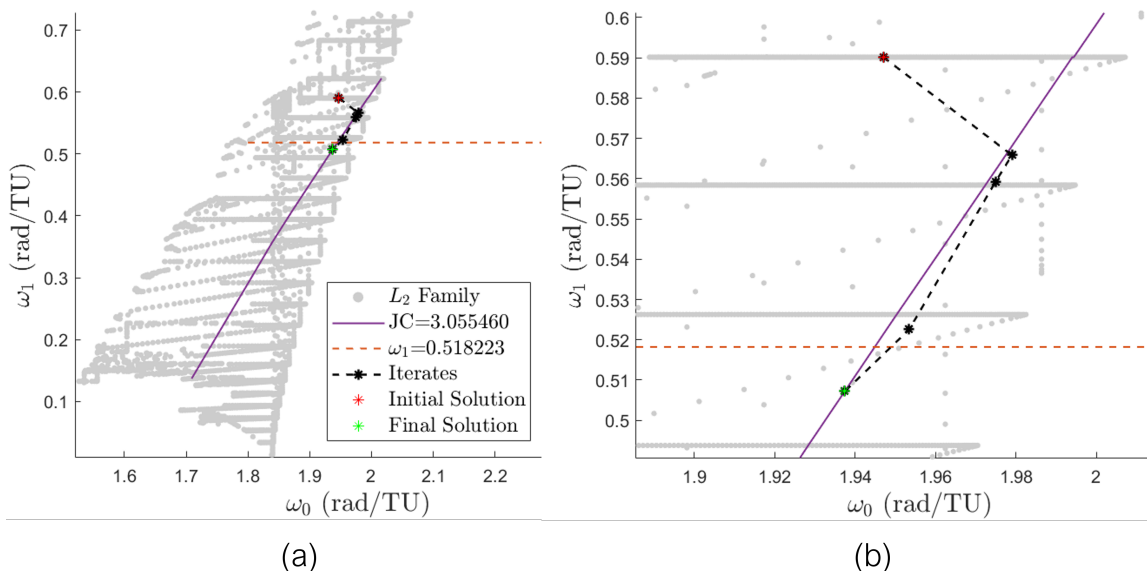 0.7
0.6
0.5
0.4
0.3
0.2
0.1
ω₁ (rad/TU)
1.6 1.7 1.8 1.9 2 2.1 2.2
ω₀ (rad/TU)
L₂ Family
JC=3.055460
ω₁=0.518223
Iterates
Initial Solution
Final Solution
(a)
0.6
0.59
0.58
0.57
0.56
0.55
0.54
0.53
0.52
0.51
0.5
ω₁ (rad/TU)
1.9 1.92 1.94 1.96 1.98 2
ω₀ (rad/TU)
(b)